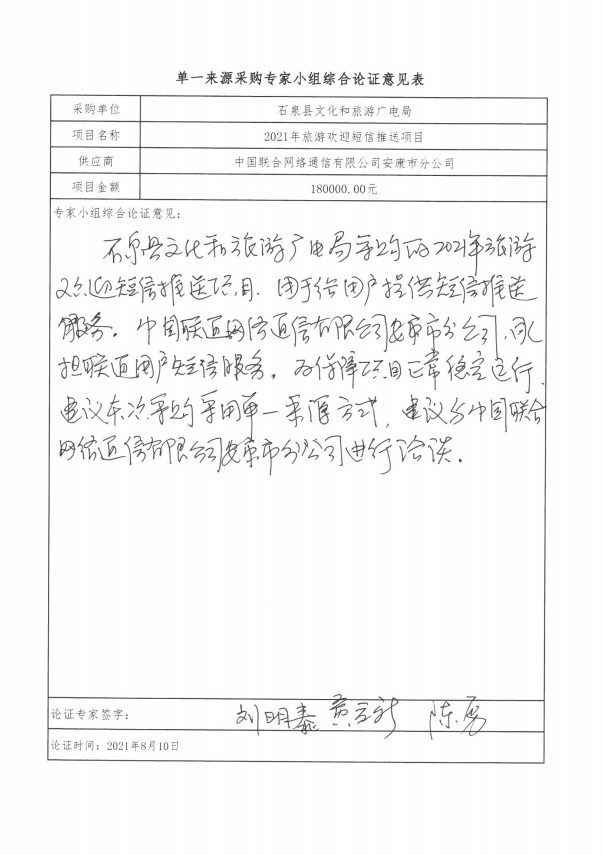 单一来源采购专家小组综合论证意见表
采购单位 石泉县文化和旅游广电局
项目名称 2021年旅游欢迎短信推送项目
供应商 中国联合网络通信有限公司安康市分公司
项目金额 180000.00元
专家小组综合论证意见:
石泉县文化和旅游广电局采购的2021年旅游
欢迎短信推送项目.用于给用户提供短信推送
服务。中国联通网络通信有限公司安康市分公司,
担联通用户短信服务。为保障项目正常稳定运行,
建议本次采购采用单一来源方式,建议与中国联合
网络通信有限公司安康市分公司进行洽谈。
论证专家签字: 刘明泰 黄立新 陈勇
论证时间: 2021年8月10日